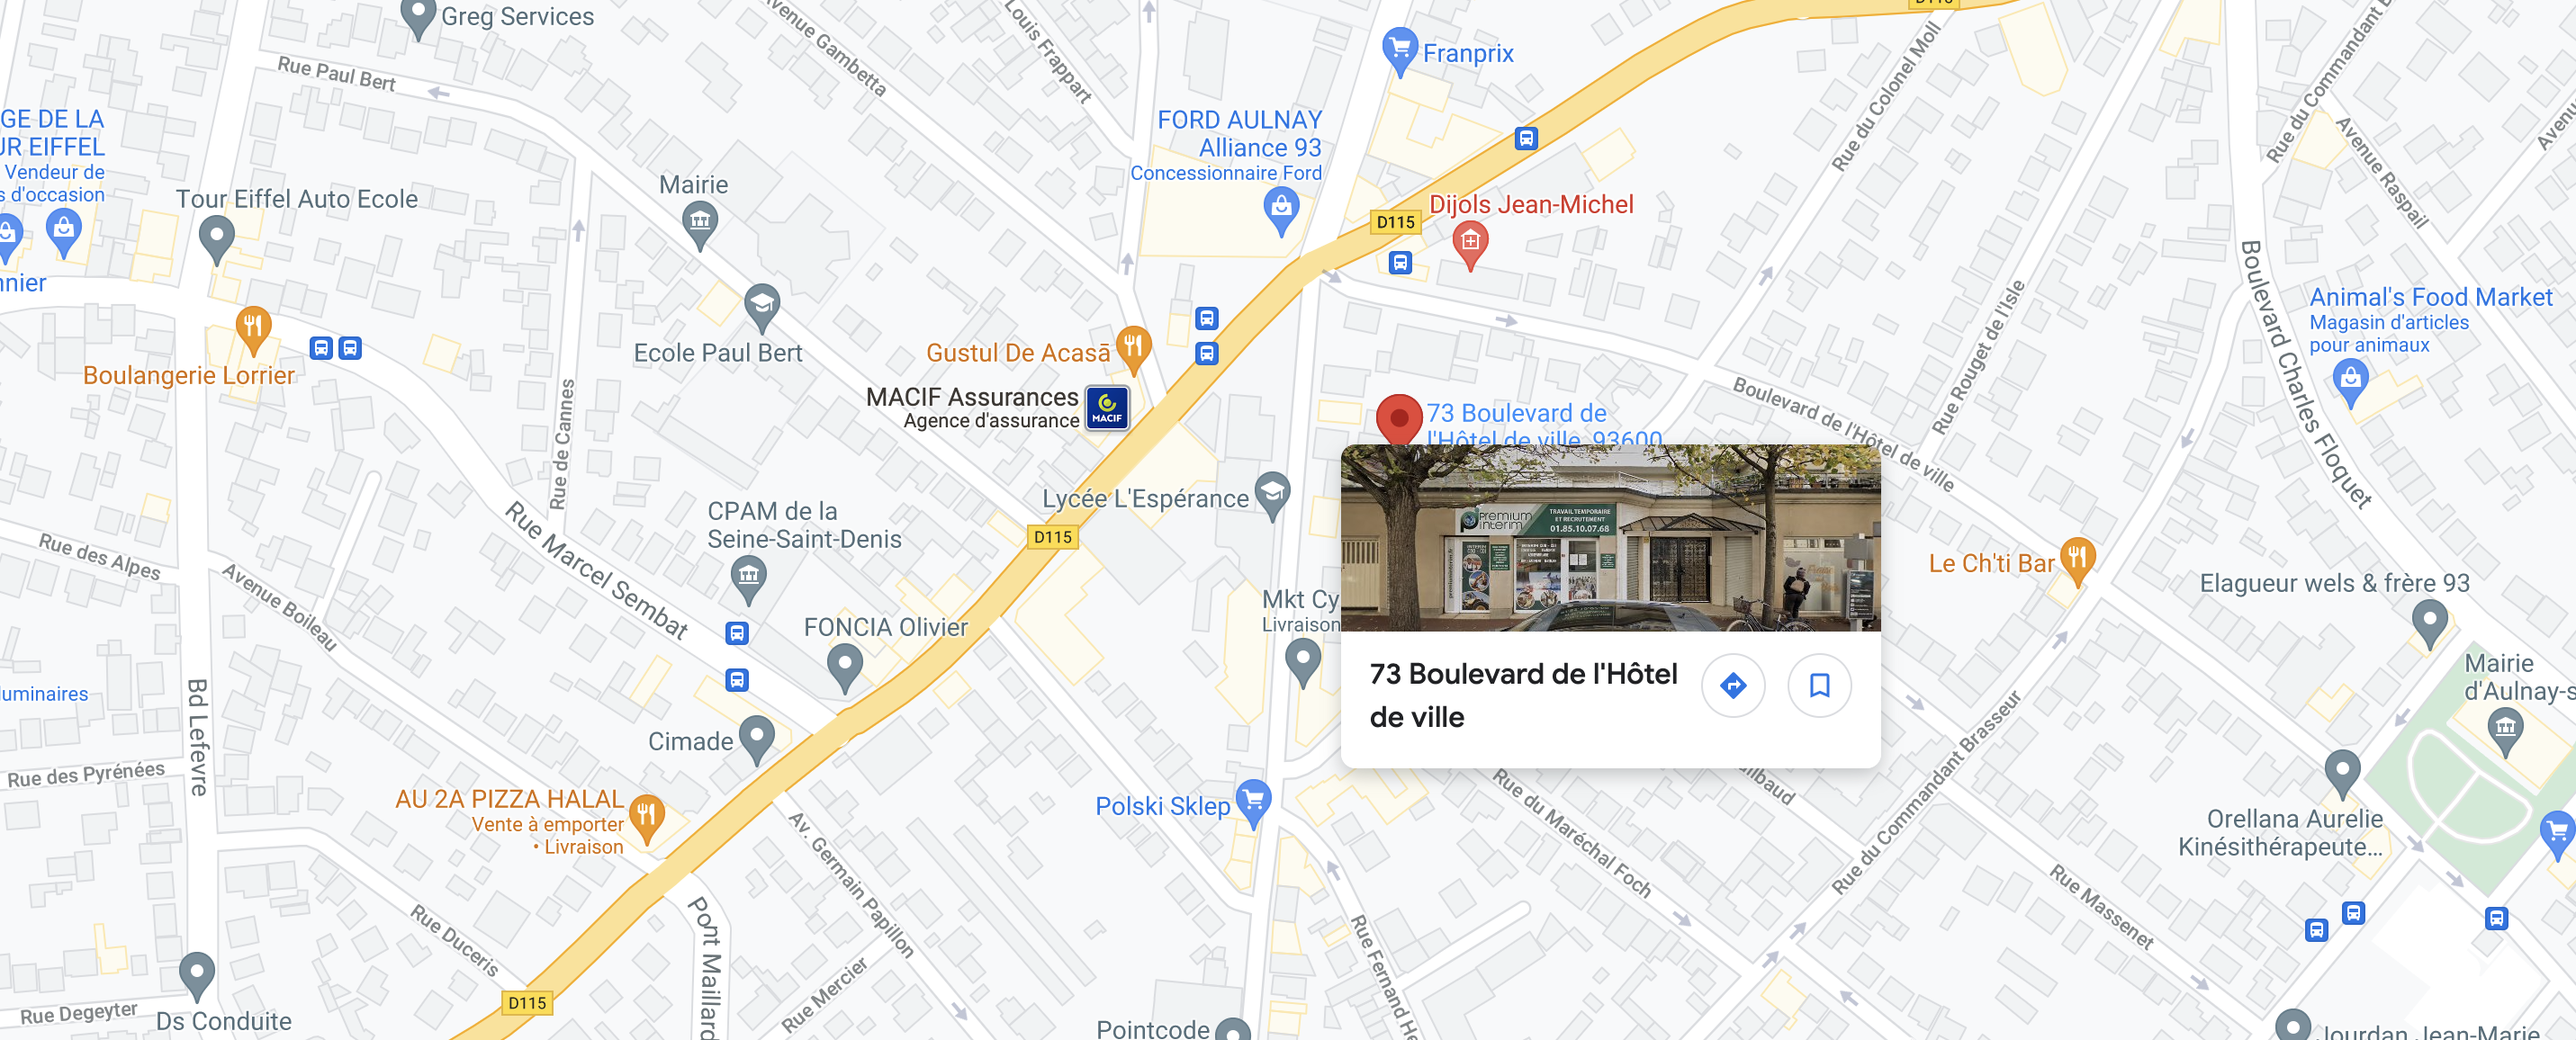 Greg Services
Avenue Gambetta
Louis Frappart
Franprix
D115
Rue Paul Bert
Rue du Colonel Moll
Rue du Commandant
Avenue Raspail
GE DE LA
UR EIFFEL
Vendeur de
s d'occasion
Tour Eiffel Auto Ecole
Mairie
FORD AULNAY
Alliance 93
Concessionnaire Ford
D115
Dijols Jean-Michel
nnier
Boulangerie Lorrier
Ecole Paul Bert
Gustul De Acasă
MACIF Assurances
Agence d'assurance
MACIF
Rue de Cannes
73 Boulevard de
l'Hôtel de ville, 93600
Boulevard de l'Hôtel de ville
Rue Rouget de l'Isle
Boulevard Charles Floquet
Animal's Food Market
Magasin d'articles
pour animaux
Lycée L'Espérance
D115
CPAM de la
Seine-Saint-Denis
Rue Marcel Sembat
Rue des Alpes
Avenue Boileau
FONCIA Olivier
Premium
interim
TRAVAIL TEMPORAIRE
ET RECRUTEMENT
01.85.10.07.68
Mkt Cy
Livraison
73 Boulevard de l'Hôtel
de ville
Le Ch'ti Bar
Elagueur wels & frère 93
Mairie
d'Aulnay-s
luminaires
Bd Lefevre
Cimade
Rue des Pyrénées
AU 2A PIZZA HALAL
Vente à emporter
• Livraison
Polski Sklep
Av. Germain Papillon
Rue du Maréchal Foch
ilbaud
Rue du Commandant Brasseur
Orellana Aurelie
Kinésithérapeute...
Rue Massenet
Rue Duceris
Pont Maillard
Rue Mercier
Rue Fernand He
D115
Rue Degeyter
Ds Conduite
Pointcode
Jourdan Jean-Marie